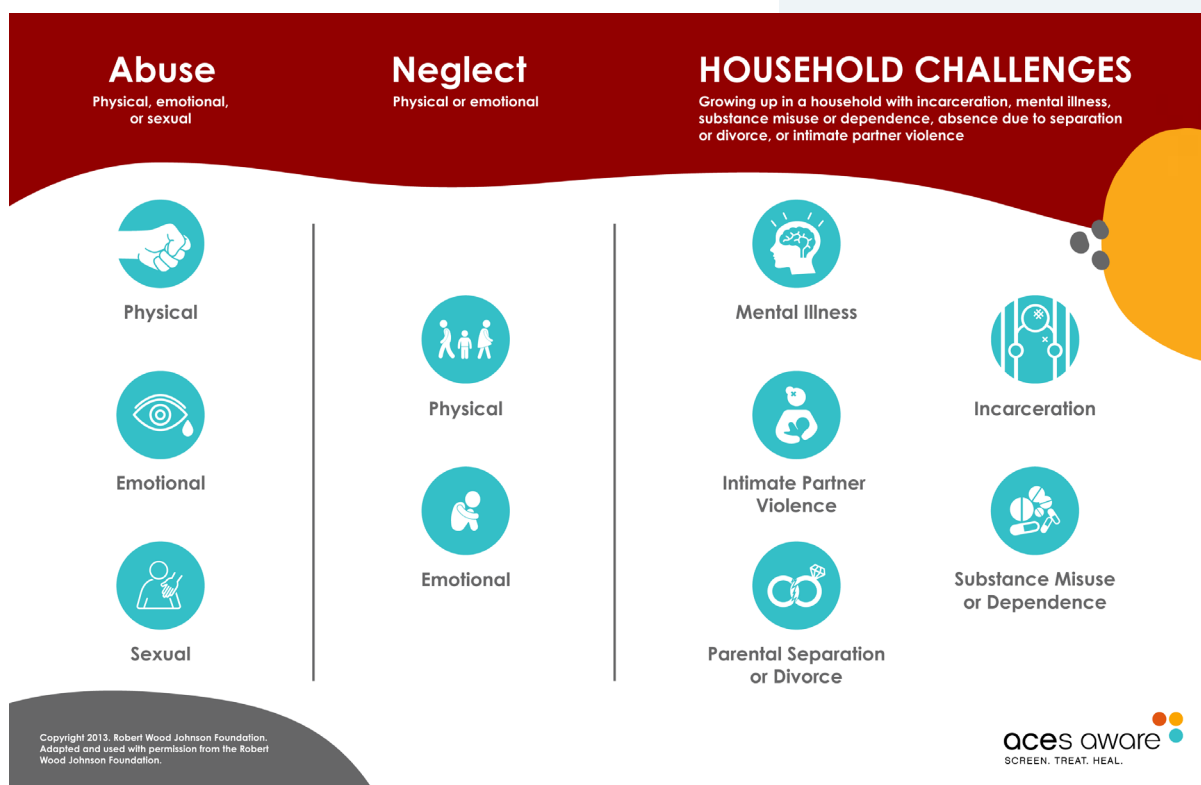 Abuse
Physical, emotional,
or sexual
Neglect
Physical or emotional
HOUSEHOLD CHALLENGES
Growing up in a household with incarceration, mental illness,
substance misuse or dependence, absence due to separation
or divorce, or intimate partner violence
Physical
Emotional
Sexual
Physical
Emotional
Mental Illness
Intimate Partner
Violence
Parental Separation
or Divorce
Incarceration
Substance Misuse
or Dependence
Copyright 2013. Robert Wood Johnson Foundation.
Adapted and used with permission from the Robert
Wood Johnson Foundation.
aces aware
SCREEN. TREAT. HEAL.